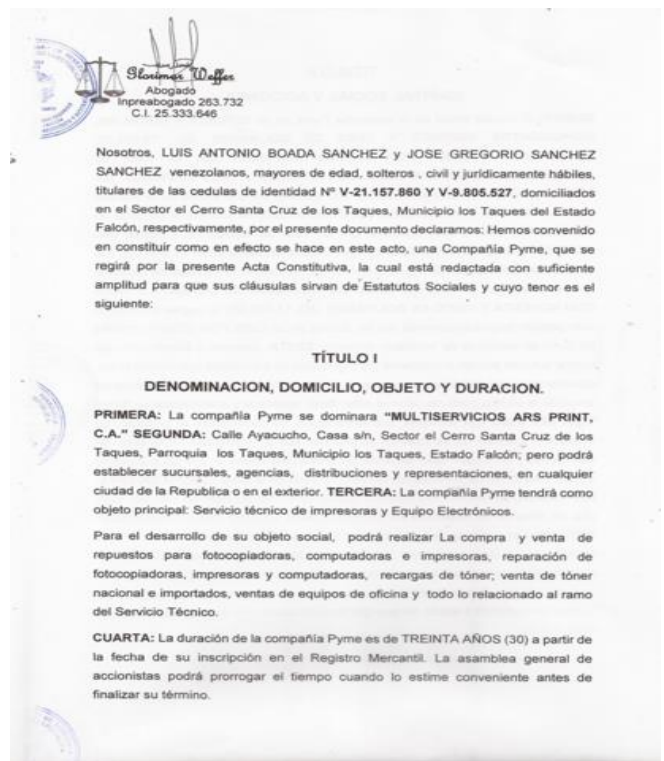 Glorimar Weffer
Abogado
Inpreabogado 263.732
C.I. 25.333.646
Nosotros, LUIS ANTONIO BOADA SANCHEZ y JOSE GREGORIO SANCHEZ
SANCHEZ venezolanos, mayores de edad, solteros , civil y jurídicamente hábiles,
titulares de las cedulas de identidad Nº V-21.157.860 Y V-9.805.527, domiciliados
en el Sector el Cerro Santa Cruz de los Taques, Municipio los Taques del Estado
Falcón, respectivamente, por el presente documento declaramos: Hemos convenido
en constituir como en efecto se hace en este acto, una Compañía Pyme, que se
regirá por la presente Acta Constitutiva, la cual está redactada con suficiente
amplitud para que sus cláusulas sirvan de Estatutos Sociales y cuyo tenor es el
siguiente:
TÍTULO I
DENOMINACION, DOMICILIO, OBJETO Y DURACION.
PRIMERA: La compañía Pyme se dominara “MULTISERVICIOS ARS PRINT,
C.A.” SEGUNDA: Calle Ayacucho, Casa s/n, Sector el Cerro Santa Cruz de los
Taques, Parroquia los Taques, Municipio los Taques, Estado Falcón; pero podrá
establecer sucursales, agencias, distribuciones y representaciones, en cualquier
ciudad de la Republica o en el exterior. TERCERA: La compañía Pyme tendrá como
objeto principal: Servicio técnico de impresoras y Equipo Electrónicos.
Para el desarrollo de su objeto social, podrá realizar La compra y venta de
repuestos para fotocopiadoras, computadoras e impresoras, reparación de
fotocopiadoras, impresoras y computadoras, recargas de tóner; venta de tóner
nacional e importados, ventas de equipos de oficina y todo lo relacionado al ramo
del Servicio Técnico.
CUARTA: La duración de la compañía Pyme es de TREINTA AÑOS (30) a partir de
la fecha de su inscripción en el Registro Mercantil. La asamblea general de
accionistas podrá prorrogar el tiempo cuando lo estime conveniente antes de
finalizar su término.